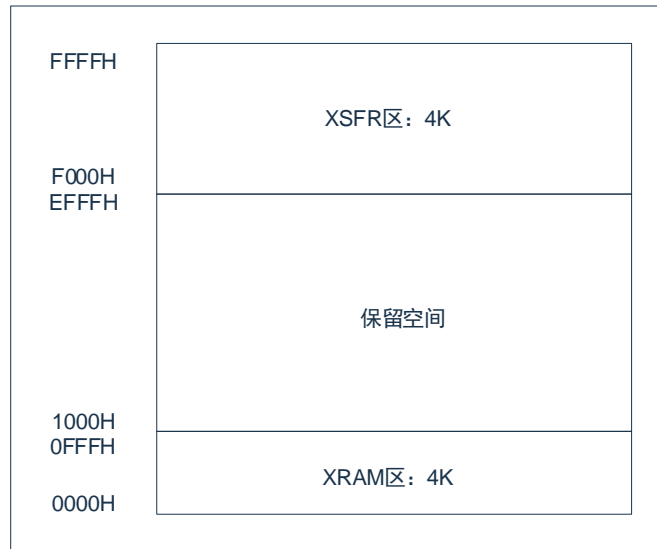 FFFFH
XSFR区：4K
F000H
EFFFH
保留空间
1000H
0FFFH
XRAM区：4K
0000H